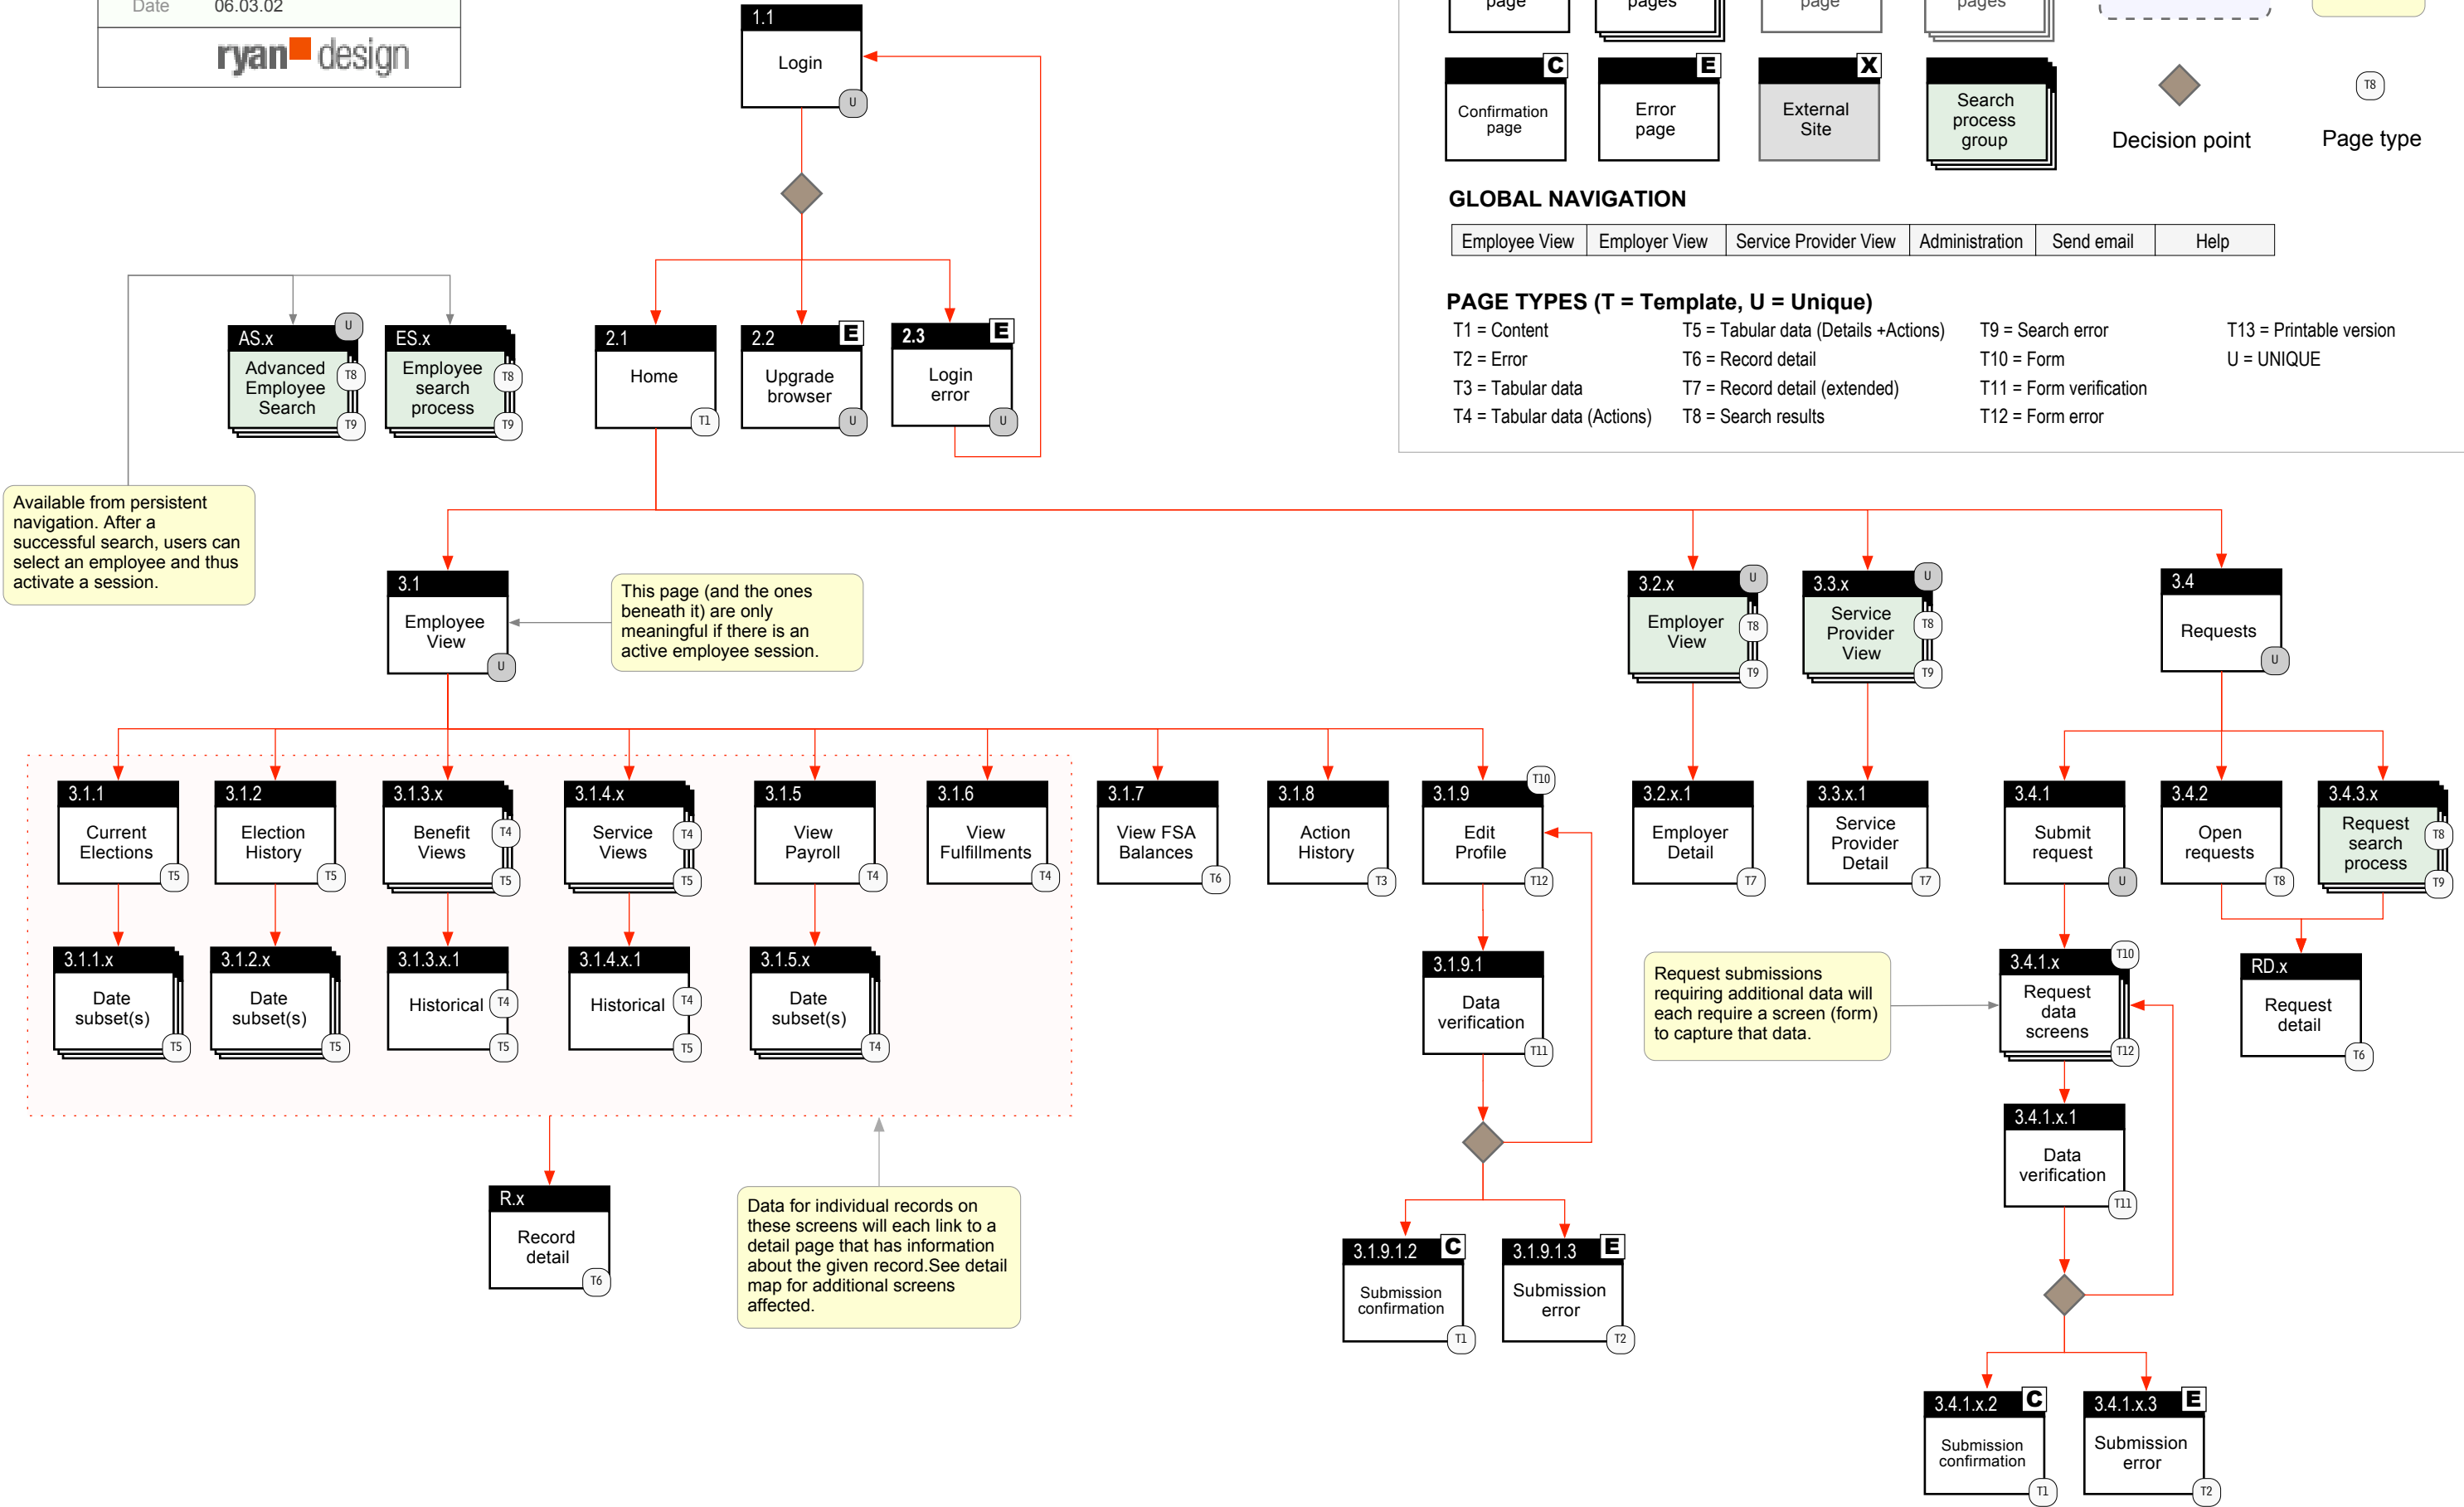 Date 06.03.02
ryan design
page
pages
page
pages
C
Confirmation
page
E
Error
page
X
External
Site
Search
process
group
Decision point
T8
Page type
GLOBAL NAVIGATION
Employee View Employer View Service Provider View Administration Send email Help
PAGE TYPES (T = Template, U = Unique)
T1 = Content
T2 = Error
T3 = Tabular data
T4 = Tabular data (Actions)
T5 = Tabular data (Details +Actions)
T6 = Record detail
T7 = Record detail (extended)
T8 = Search results
T9 = Search error
T10 = Form
T11 = Form verification
T12 = Form error
T13 = Printable version
U = UNIQUE
1.1
Login
U
AS.x
U
Advanced
Employee
Search
T8
T9
ES.x
Employee
search
process
T8
T9
2.1
Home
T1
2.2
E
Upgrade
browser
U
2.3
E
Login
error
U
Available from persistent
navigation. After a
successful search, users can
select an employee and thus
activate a session.
3.1
Employee
View
U
This page (and the ones
beneath it) are only
meaningful if there is an
active employee session.
3.2.x
U
Employer
View
T8
T9
3.3.x
U
Service
Provider
View
T8
T9
3.4
Requests
U
3.1.1
Current
Elections
T5
3.1.2
Election
History
T5
3.1.3.x
Benefit
Views
T4
T5
3.1.4.x
Service
Views
T4
T5
3.1.5
View
Payroll
T4
3.1.6
View
Fulfillments
T4
3.1.7
View FSA
Balances
T6
3.1.8
Action
History
T3
3.1.9
T10
Edit
Profile
T12
3.2.x.1
Employer
Detail
T7
3.3.x.1
Service
Provider
Detail
T7
3.4.1
Submit
request
U
3.4.2
Open
requests
T8
3.4.3.x
Request
search
process
T8
T9
3.1.1.x
Date
subset(s)
T5
3.1.2.x
Date
subset(s)
T5
3.1.3.x.1
Historical
T4
T5
3.1.4.x.1
Historical
T4
T5
3.1.5.x
Date
subset(s)
T4
3.1.9.1
Data
verification
T11
Request submissions
requiring additional data will
each require a screen (form)
to capture that data.
3.4.1.x
T10
Request
data
screens
T12
RD.x
Request
detail
T6
3.4.1.x.1
Data
verification
T11
R.x
Record
detail
T6
Data for individual records on
these screens will each link to a
detail page that has information
about the given record.See detail
map for additional screens
affected.
3.1.9.1.2
C
Submission
confirmation
T1
3.1.9.1.3
E
Submission
error
T2
3.4.1.x.2
C
Submission
confirmation
T1
3.4.1.x.3
E
Submission
error
T2